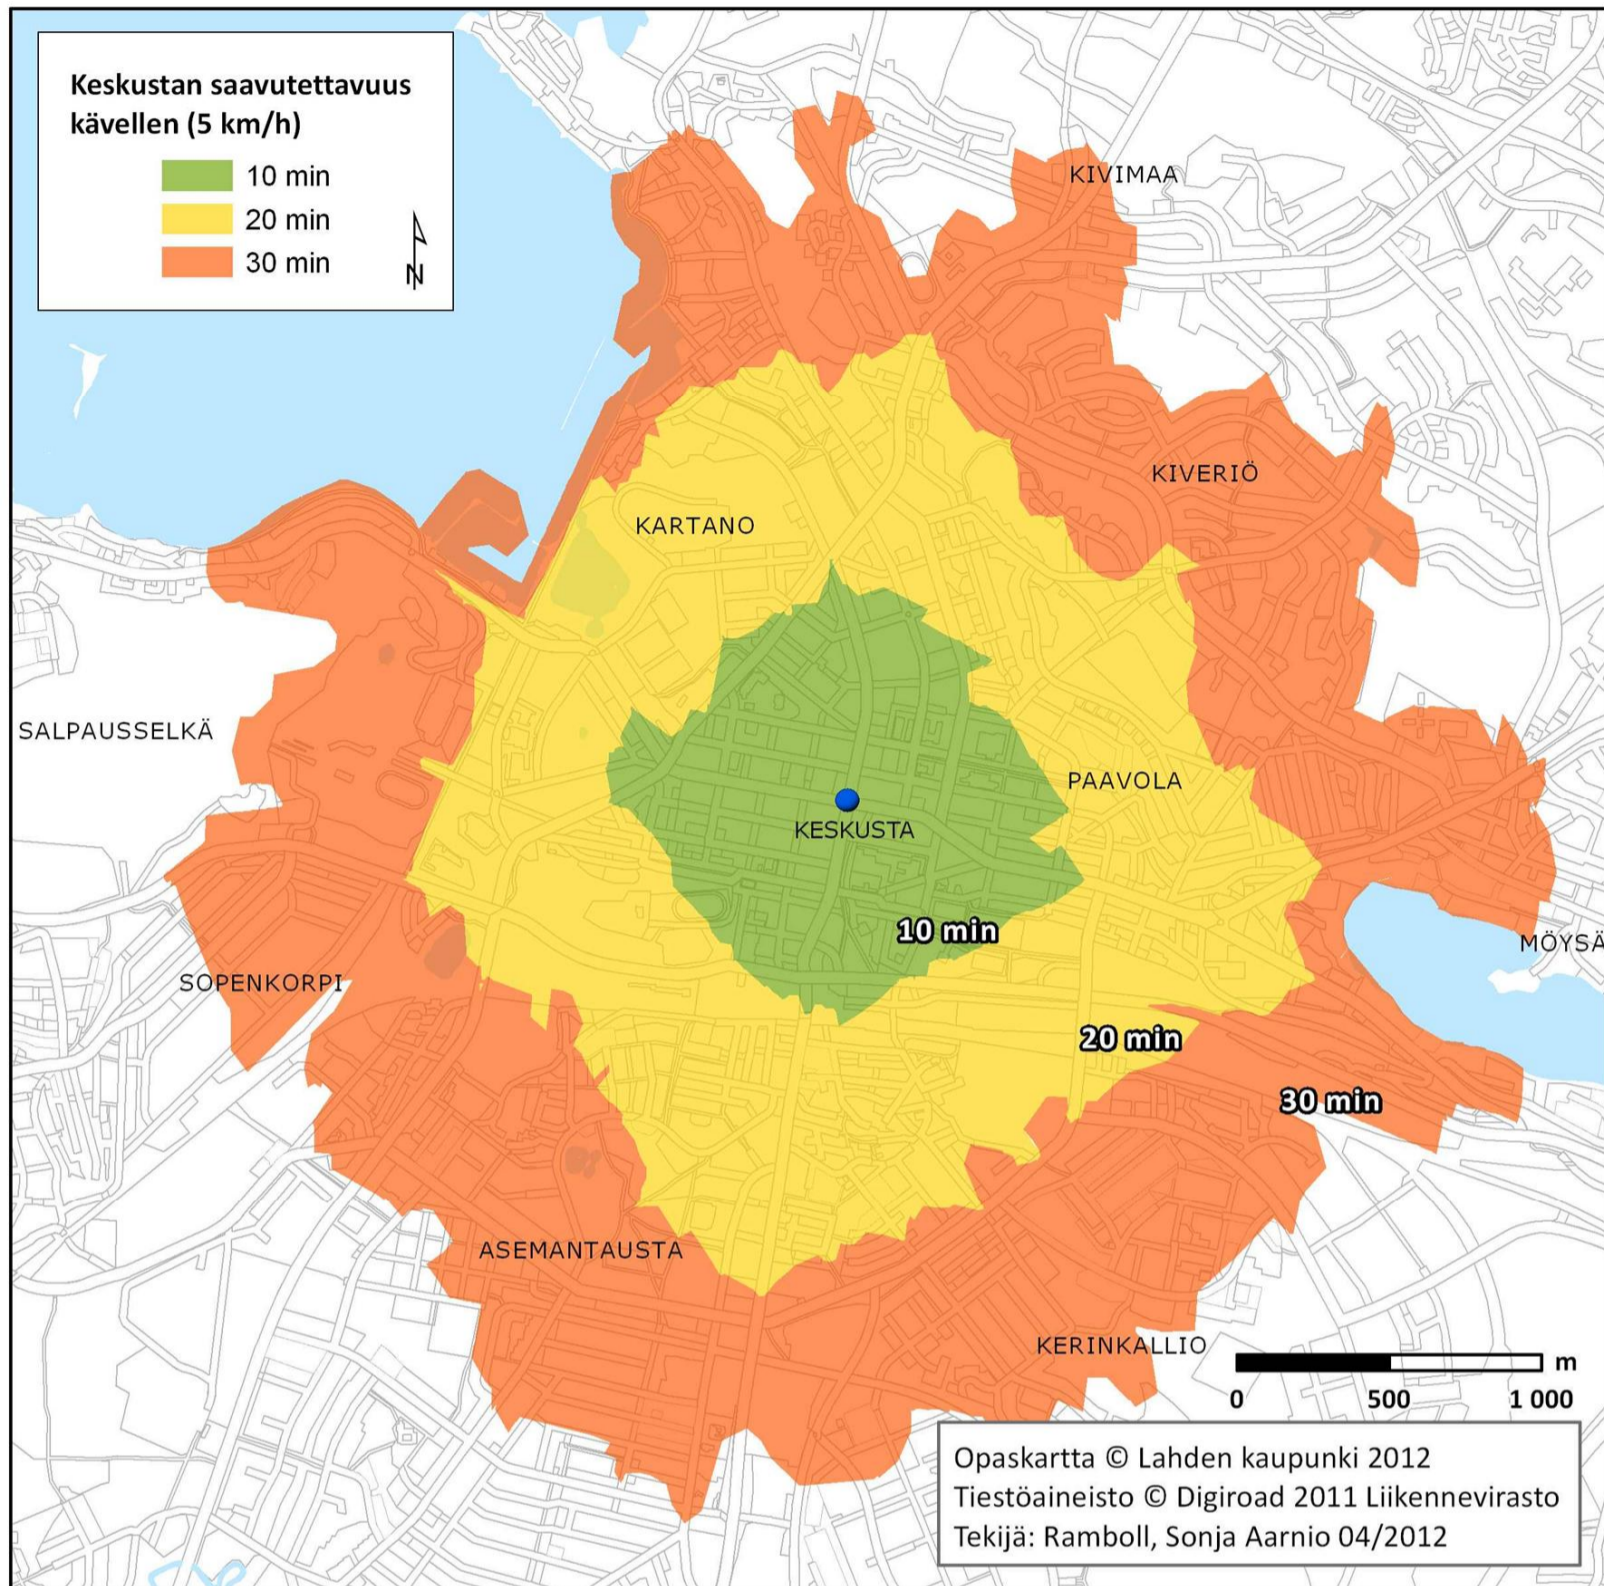 Keskustan saavutettavuus
kävellen (5 km/h)
10 min
20 min
30 min
N
KIVIMAA
KIVERIÖ
KARTANO
SALPAUSSELKÄ
PAAVOLA
KESKUSTA
10 min
MÖYSÄ
SOPENKORPI
20 min
30 min
ASEMANTAUSTA
KERINKALLIO
m
0 500 1 000
Opaskartta © Lahden kaupunki 2012
Tiestöaineisto © Digiroad 2011 Liikennevirasto
Tekijä: Ramboll, Sonja Aarnio 04/2012